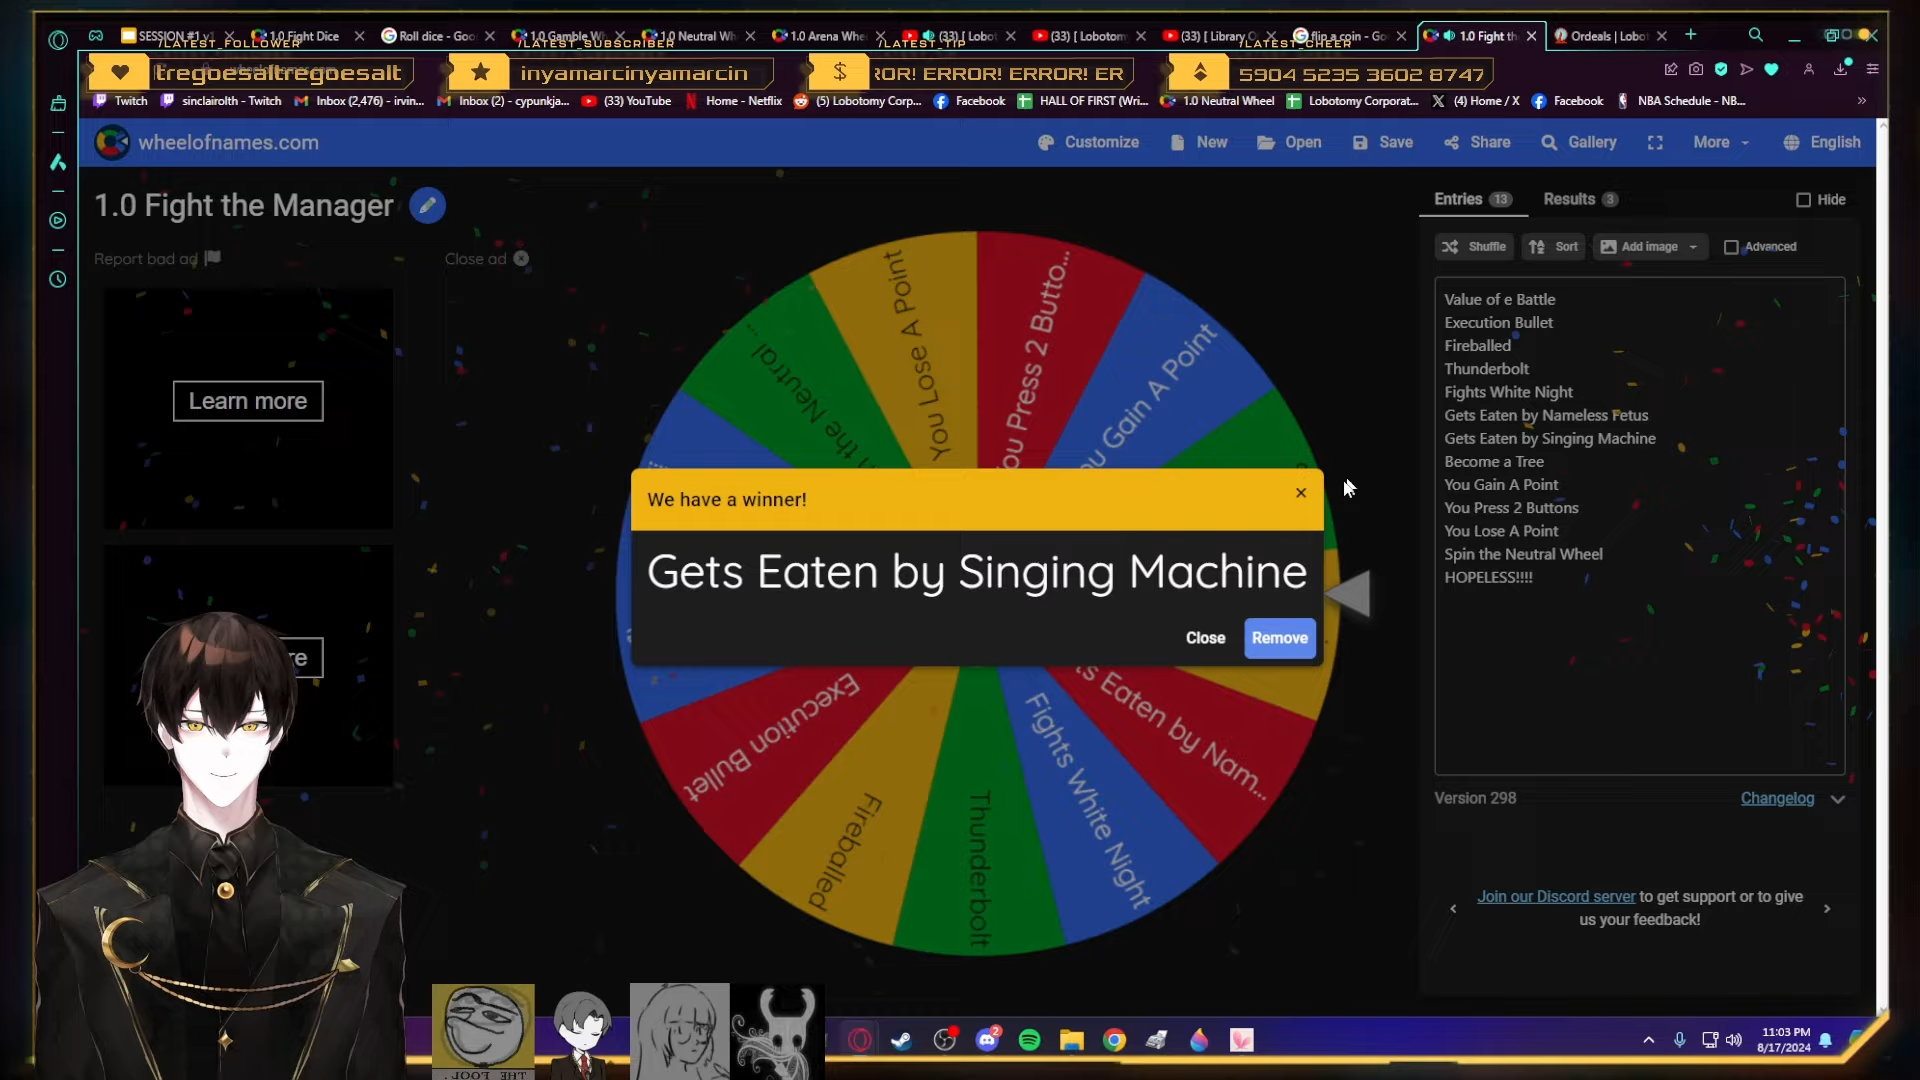 SESSION #1 v
1.0 Fight Dice
Roll dice - Goo
1.0 Gamble W
1.0 Neutral Wh
1.0 Arena Whe
(33) [ Lobot
(33) [ Lobotom
(33) [ Library
flip a coin - Go
1.0 Fight th
Ordeals | Lobo
/LATEST_FOLLOWER
/LATEST_SUBSCRIBER
/LATEST_TIP
/LATEST_CHEER
tregoesaltregoesalt
inyamarcinyamarcin
ROR! ERROR! ERROR! ER
5904 5235 3602 8747
Twitch
sinclairolth - Twitch
Inbox (2,476) - irvin...
Inbox (2) - cypunkja...
(33) YouTube
Home - Netflix
(5) Lobotomy Corp...
Facebook
HALL OF FIRST (Wri...
1.0 Neutral Wheel
Lobotomy Corporat...
(4) Home / X
Facebook
NBA Schedule - NB...
wheelofnames.com
Customize
New
Open
Save
Share
Gallery
More
English
1.0 Fight the Manager
Report bad ad
Close ad
Learn more
re
Entries 13
Results 3
Hide
Shuffle
Sort
Add image
Advanced
Value of e Battle
Execution Bullet
Fireballed
Thunderbolt
Fights White Night
Gets Eaten by Nameless Fetus
Gets Eaten by Singing Machine
Become a Tree
You Gain A Point
You Press 2 Buttons
You Lose A Point
Spin the Neutral Wheel
HOPELESS!!!!
the Neutral ...
You Lose A Point
ou Press 2 Butto...
ou Gain A Point
We have a winner!
Gets Eaten by Singing Machine
Close
Remove
Execution Bullet
Fireballed
Thunderbolt
Fights White Night
ts Eaten by Nam...
Version 298
Changelog
Join our Discord server to get support or to give
us your feedback!
THE FOOL.
2
11:03 PM
8/17/2024